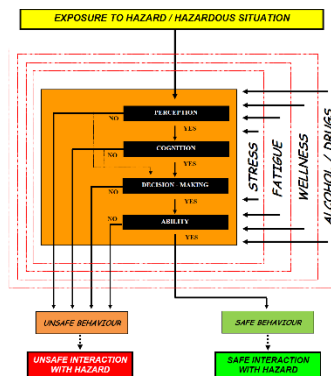 EXPOSURE TO HAZARD / HAZARDOUS SITUATION
PERCEPTION
NO
YES
COGNITION
NO
YES
DECISION - MAKING
NO
YES
ABILITY
NO
YES
STRESS
FATIGUE
WELLNESS
ALCOHOL / DRUGS
UNSAFE BEHAVIOUR
SAFE BEHAVIOUR
UNSAFE INTERACTION
WITH HAZARD
SAFE INTERACTION
WITH HAZARD